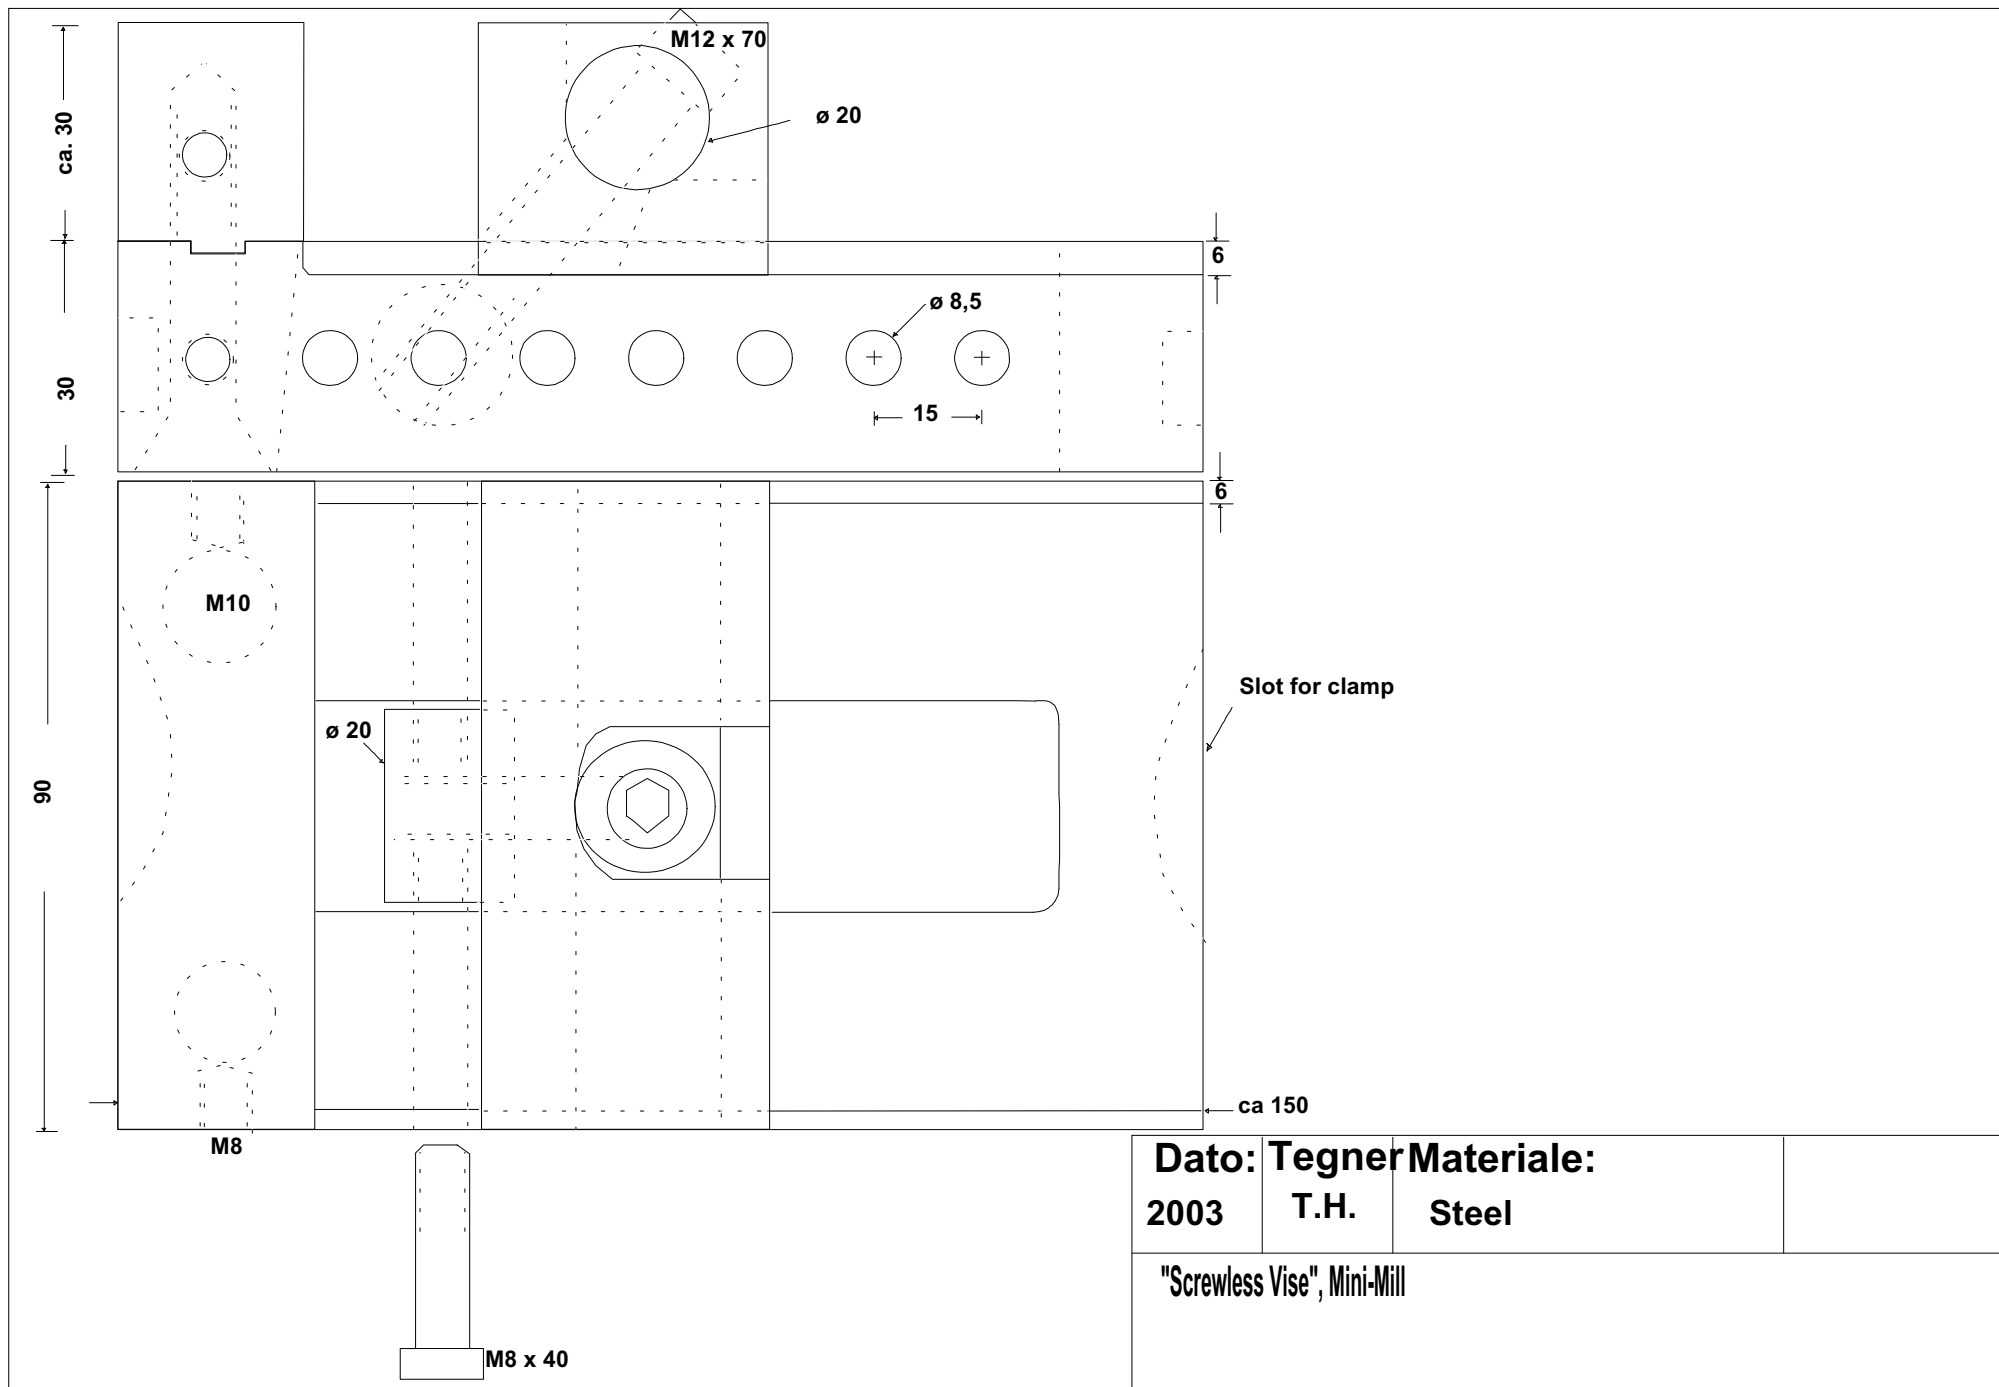 M12 x 70
ø 20
ca. 30
6
ø 8,5
30
15
6
M10
Slot for clamp
ø 20
90
ca 150
M8
M8 x 40
Dato: Tegner Materiale:
2003 T.H. Steel
"Screwless Vise", Mini-Mill